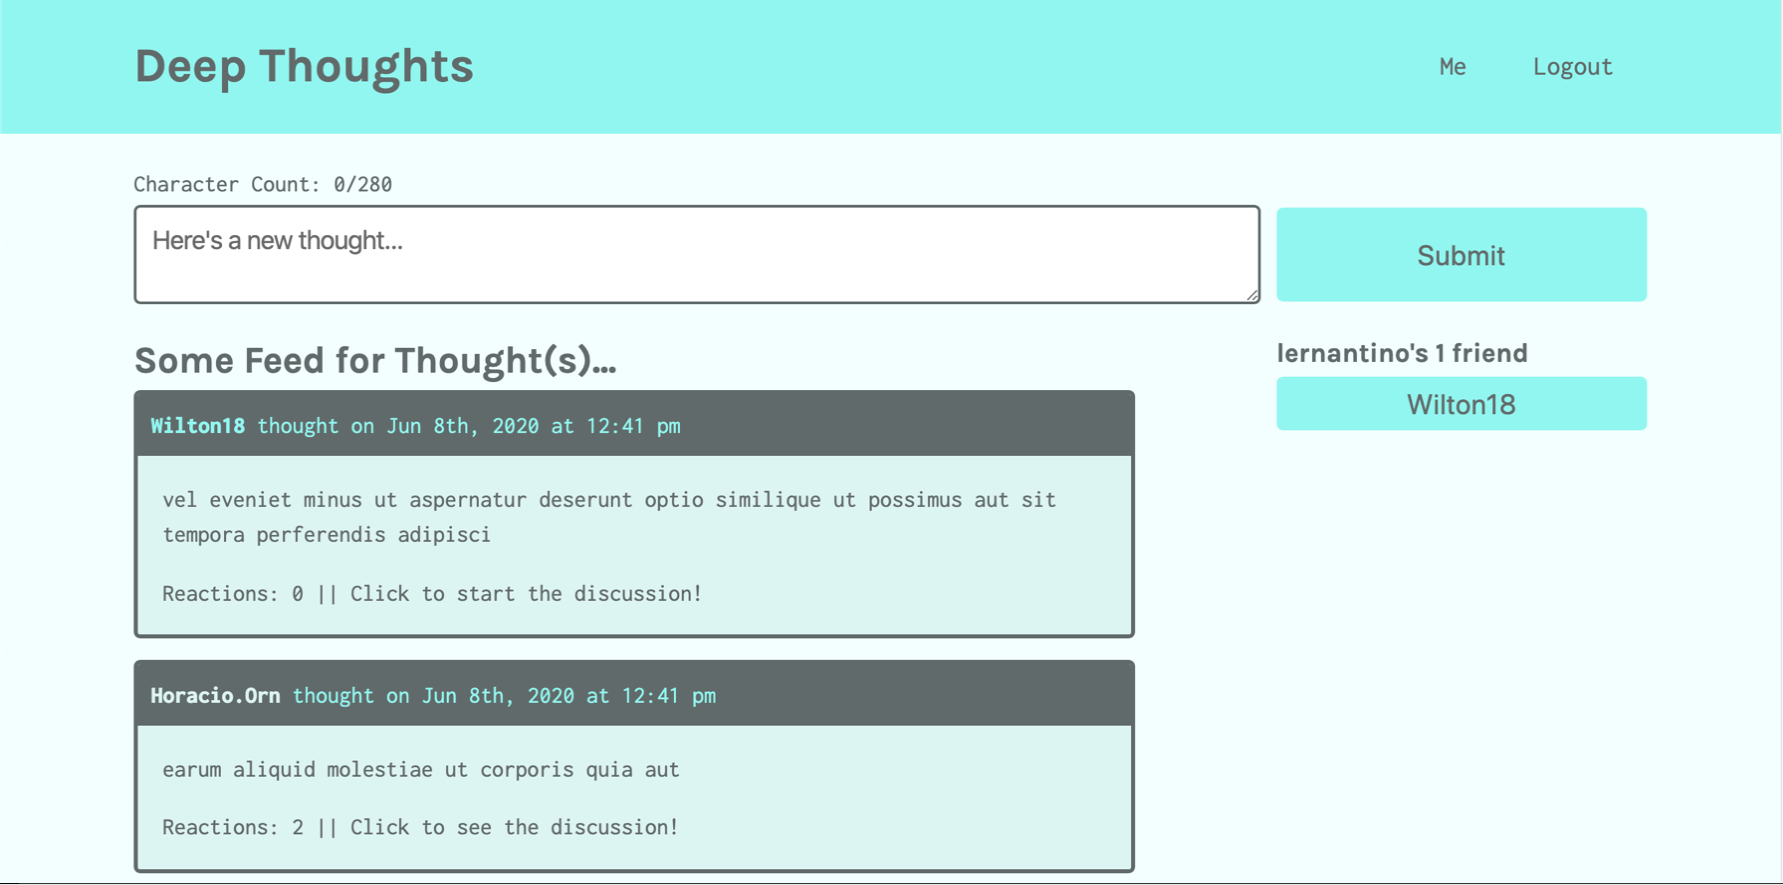 Deep Thoughts
Me
Logout
Character Count: 0/280
Here's a new thought...
Submit
Some Feed for Thought(s)...
Wilton18 thought on Jun 8th, 2020 at 12:41 pm
vel eveniet minus ut aspernatur deserunt optio similique ut possimus aut sit
tempora perferendis adipisci
Reactions: 0 || Click to start the discussion!
Horacio.Orn thought on Jun 8th, 2020 at 12:41 pm
earum aliquid molestiae ut corporis quia aut
Reactions: 2 || Click to see the discussion!
lernantino's 1 friend
Wilton18